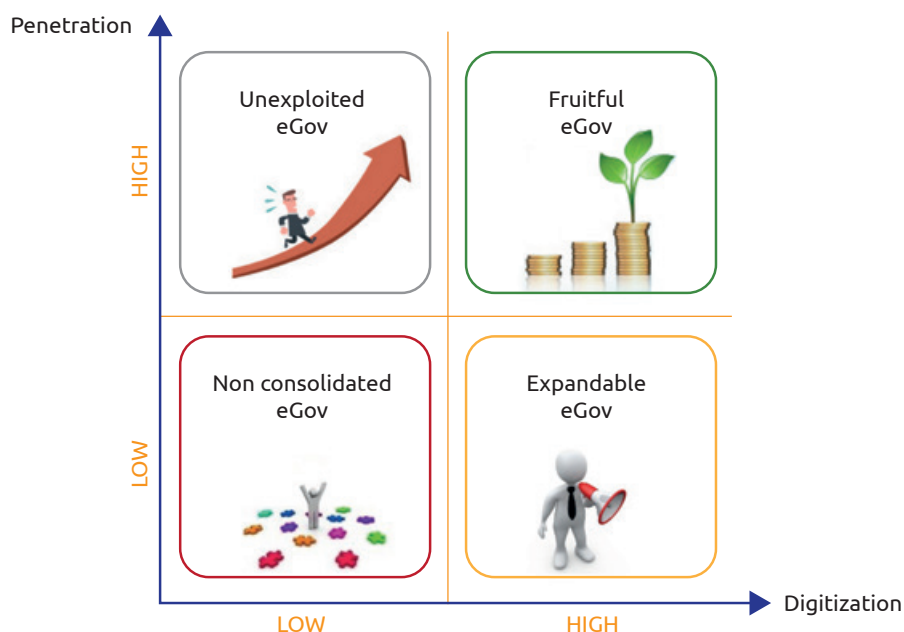 Penetration
HIGH
Unexploited
eGov
Fruitful
eGov
LOW
Non consolidated
eGov
Expandable
eGov
Digitization
LOW
HIGH